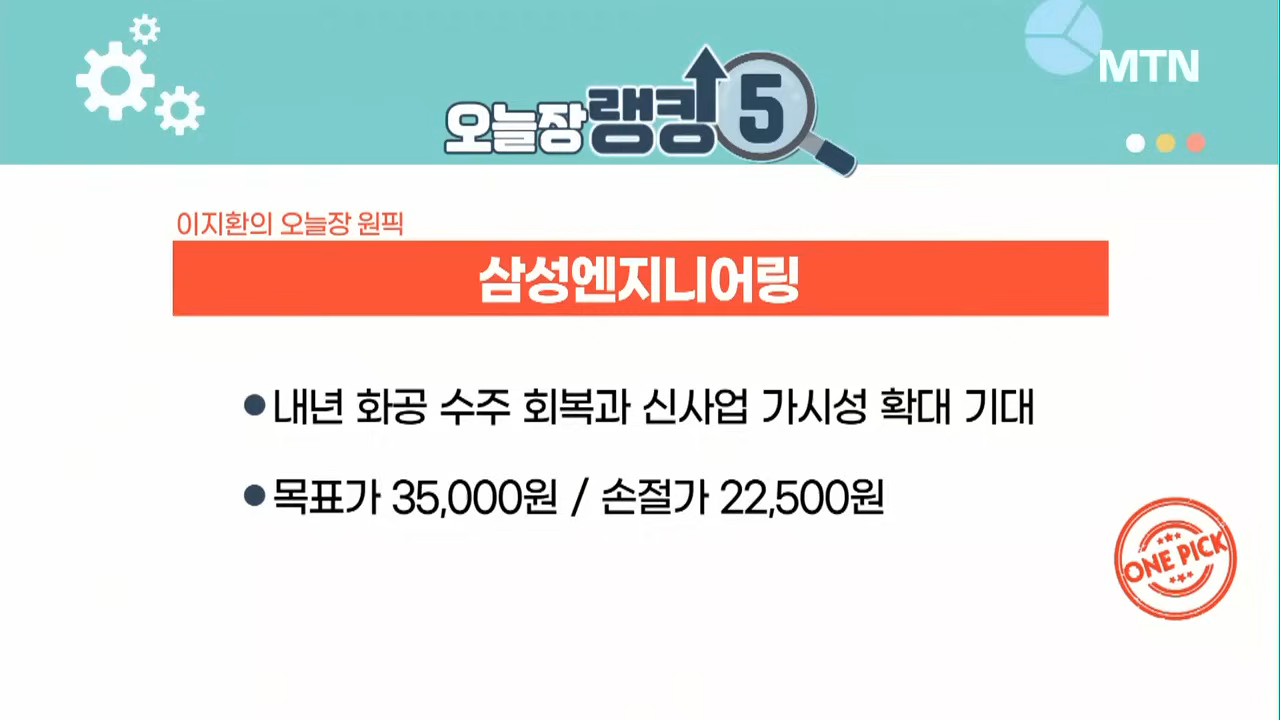 MTN
오늘장 랭킹 5
이지환의 오늘장 원픽
삼성엔지니어링
내년 화공 수주 회복과 신사업 가시성 확대 기대
목표가 35,000원 / 손절가 22,500원
ONE PICK